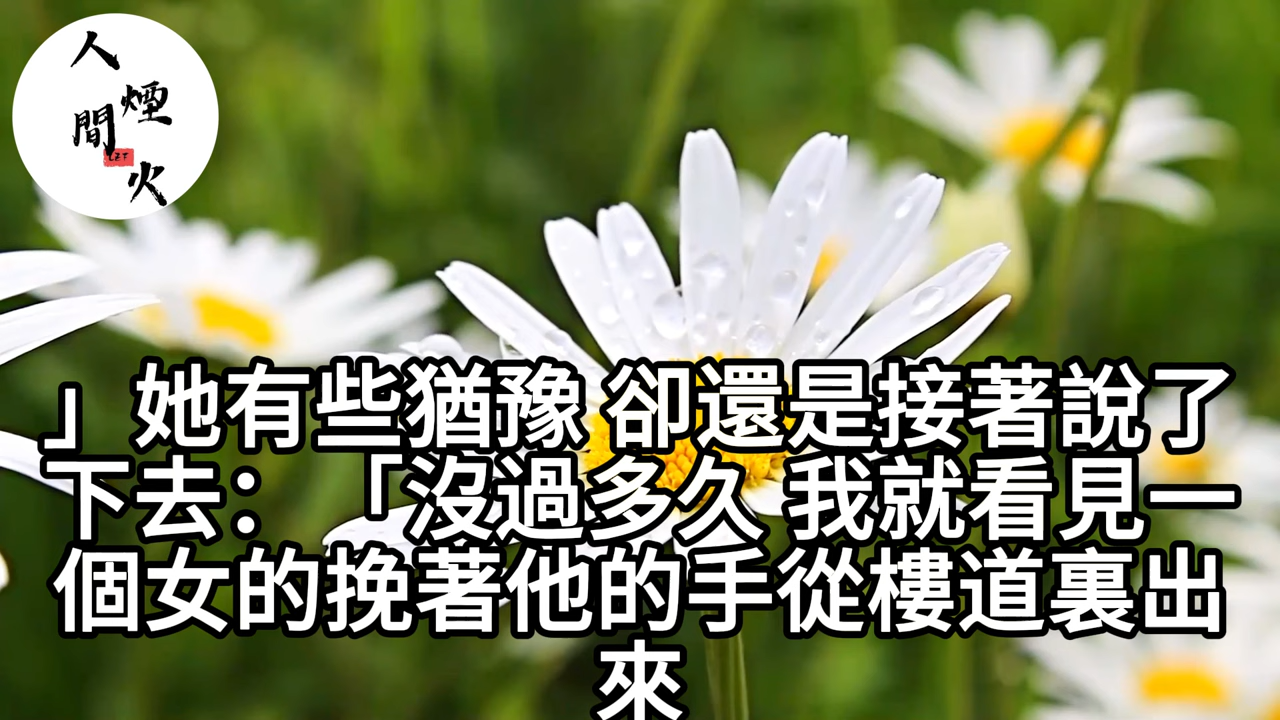 人間煙火
LZT
」她有些猶豫 卻還是接著說了
下去：「沒過多久 我就看見一
個女的挽著他的手從樓道裏出
來